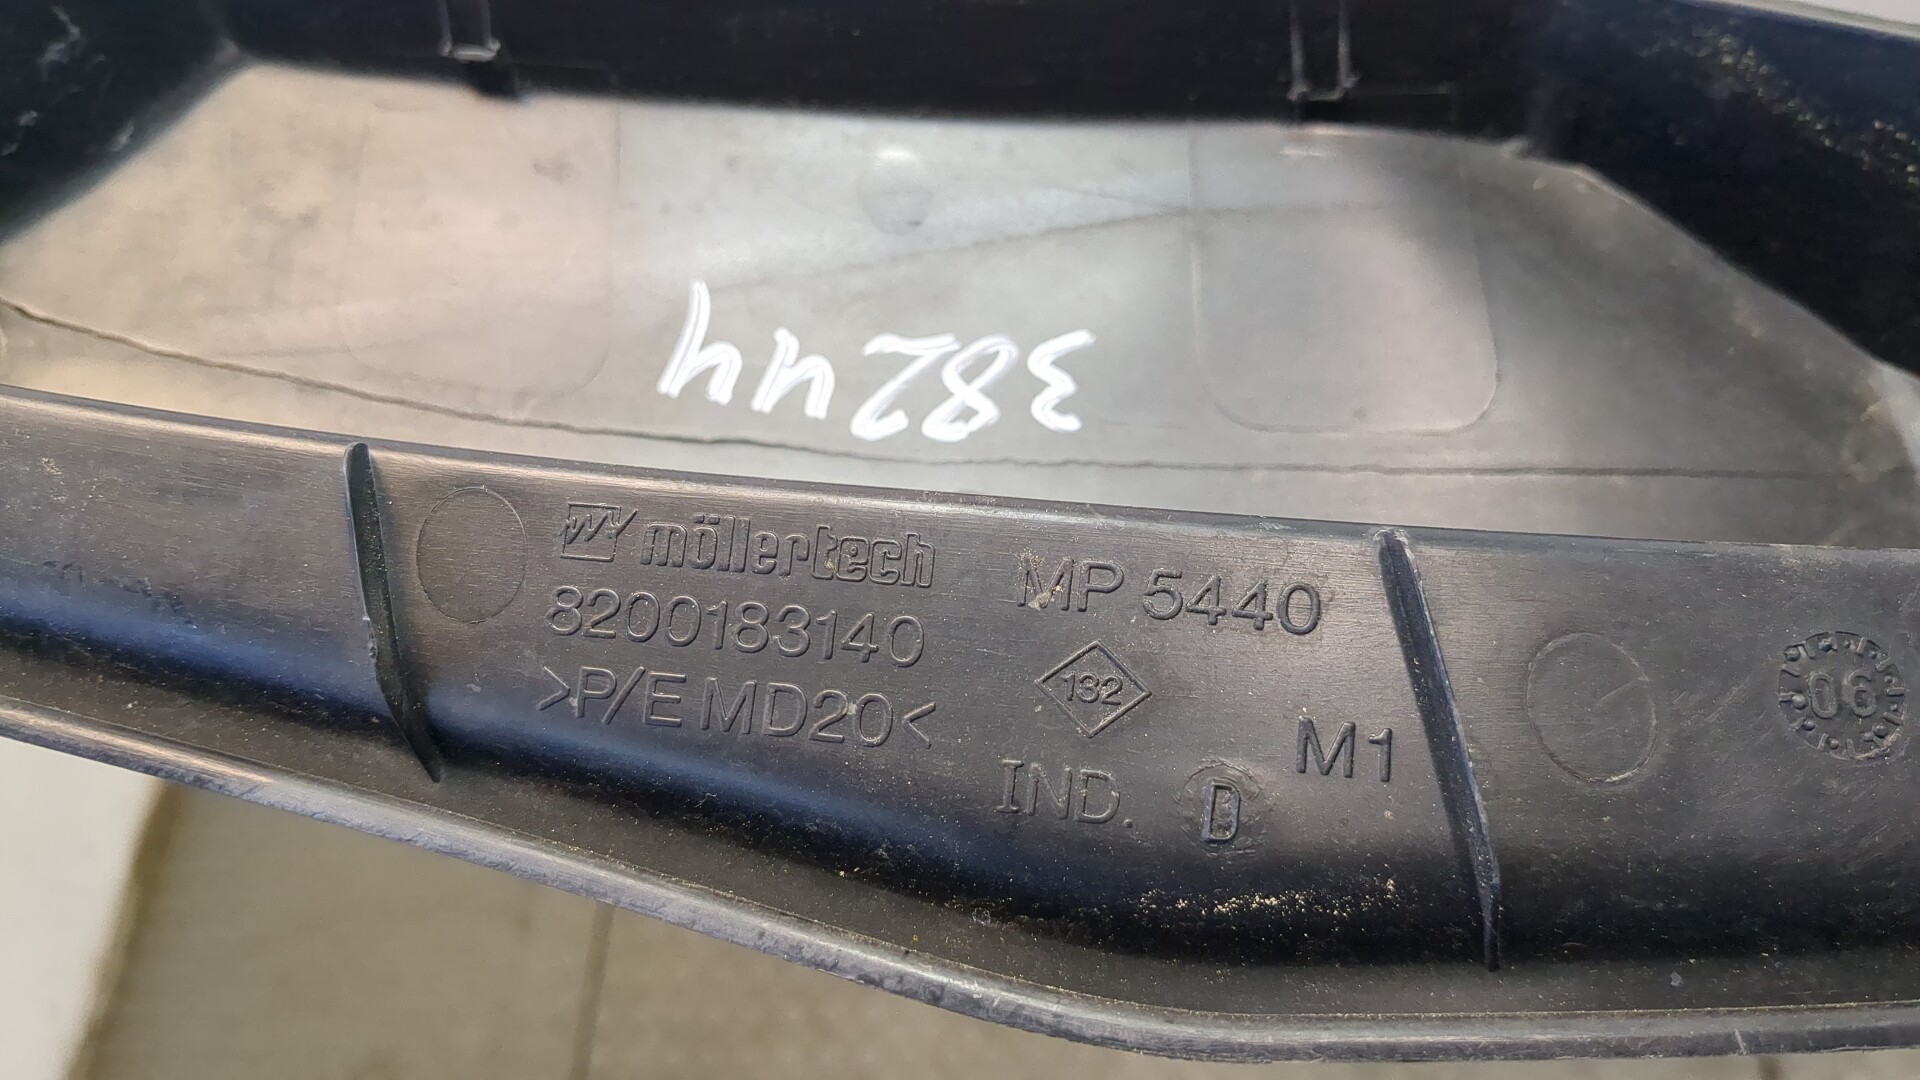 38244
möllertech
8200183140
>P/E MD20<
MP 5440
132
IND. D
M1
06